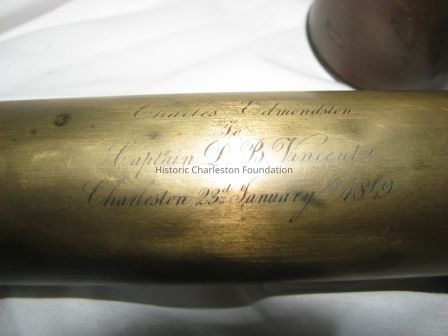 Charles Edmondston
To
Captain D. B. Vincent
Historic Charleston Foundation
Charleston 23d January 1849